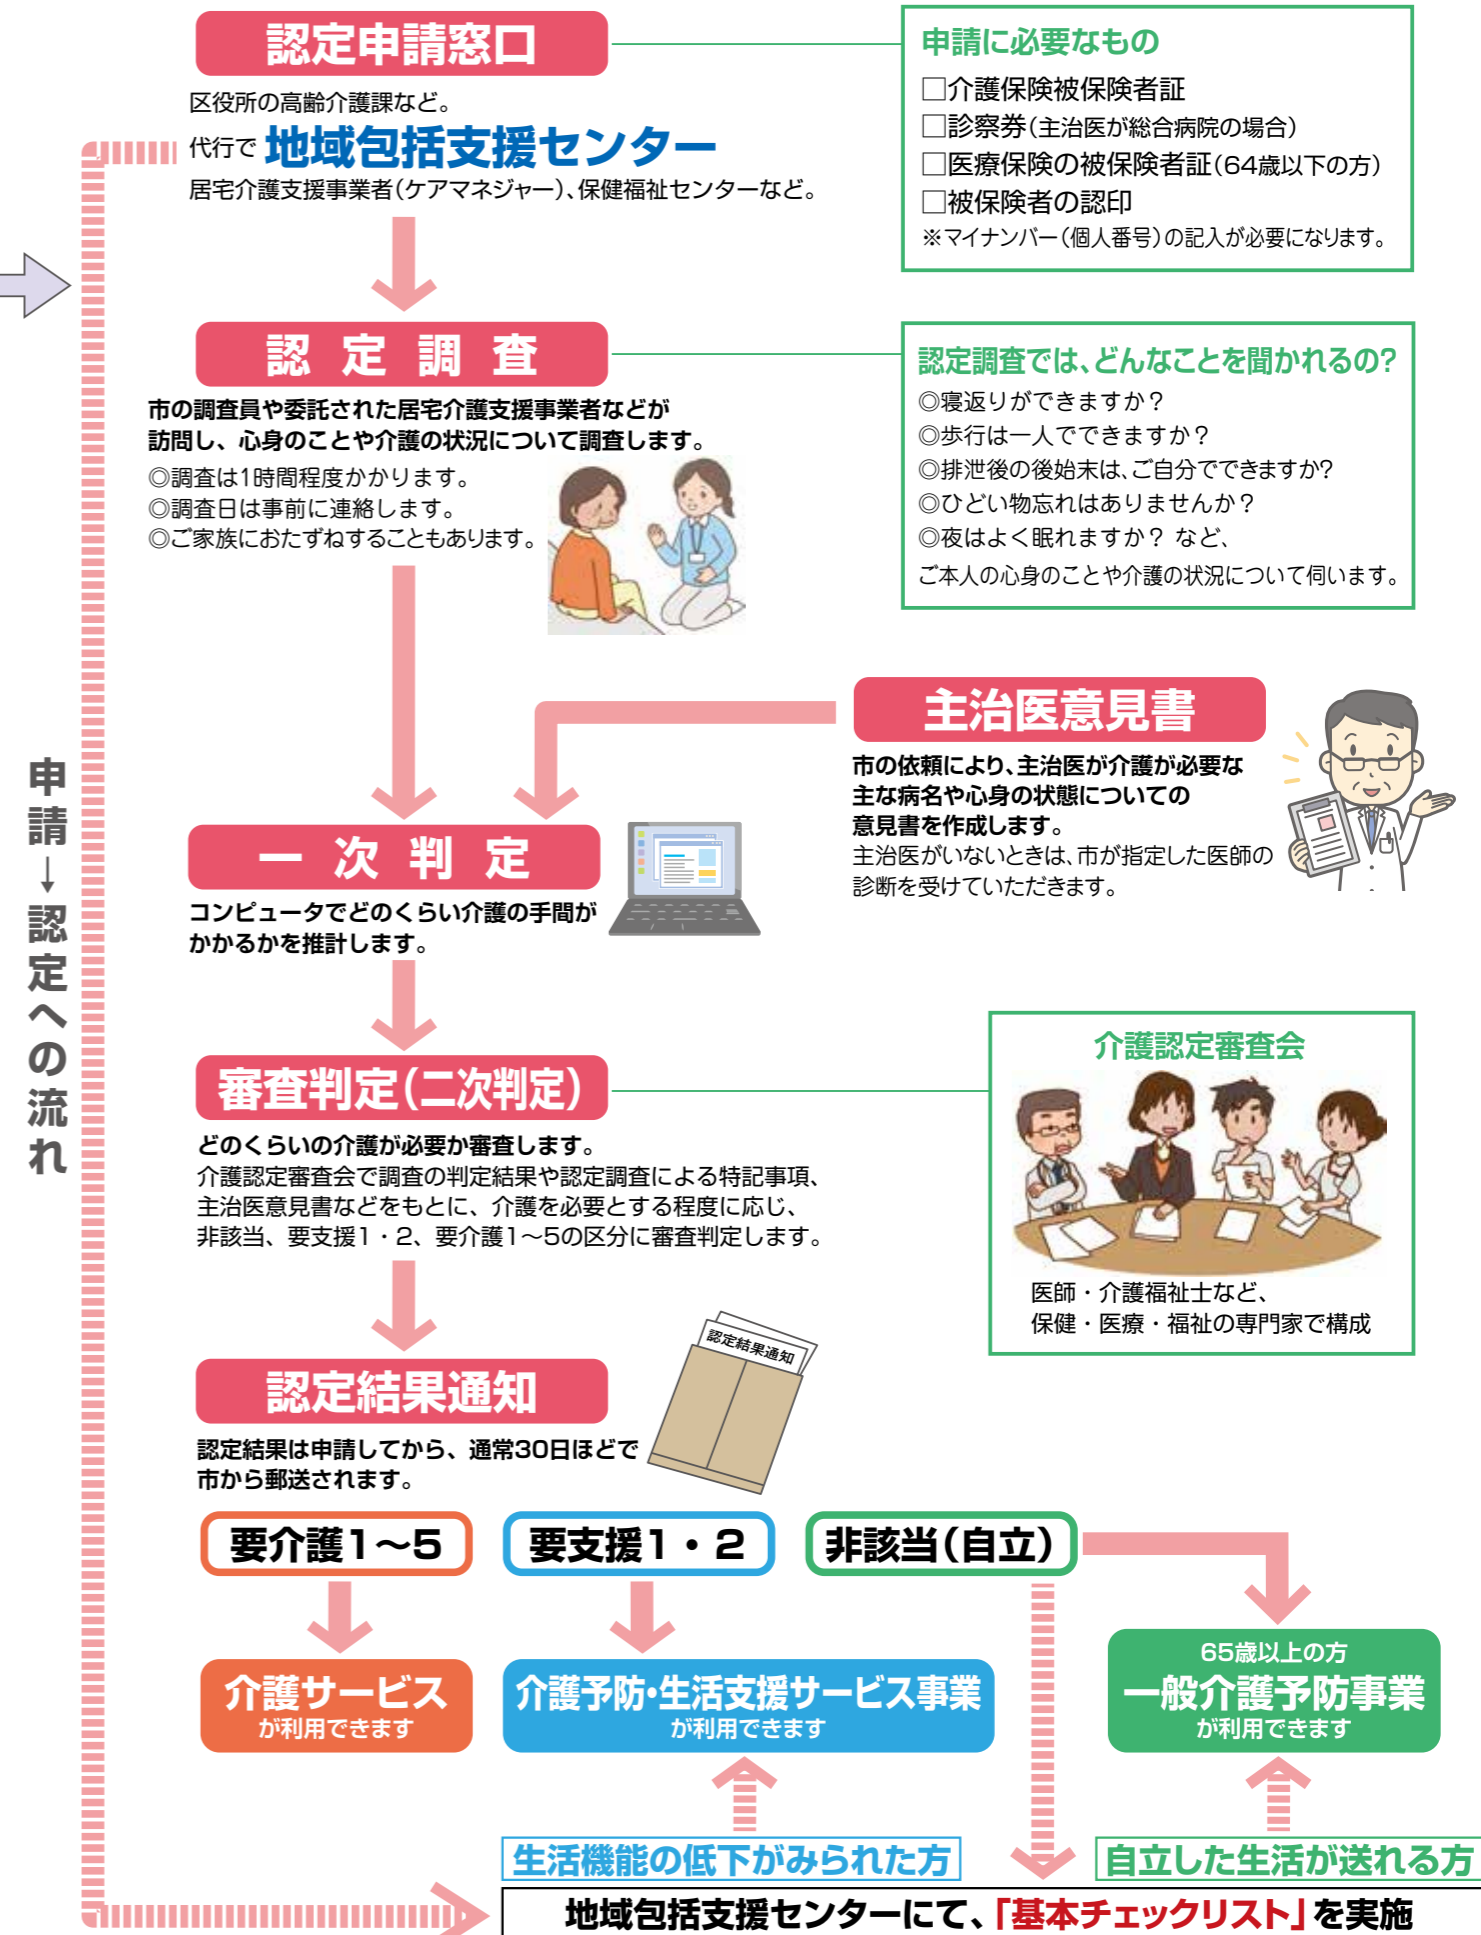 認定申請窓口
区役所の高齢介護課など。
代行で 地域包括支援センター
居宅介護支援事業者(ケアマネジャー)、保健福祉センターなど。
申請に必要なもの
□介護保険被保険者証
□診察券(主治医が総合病院の場合)
□医療保険の被保険者証(64歳以下の方)
□被保険者の認印
※マイナンバー(個人番号)の記入が必要になります。
認定調査
市の調査員や委託された居宅介護支援事業者などが
訪問し、心身のことや介護の状況について調査します。
◎調査は1時間程度かかります。
◎調査日は事前に連絡します。
◎ご家族におたずねすることもあります。
認定調査では、どんなことを聞かれるの?
◎寝返りができますか?
◎歩行は一人でできますか?
◎排泄後の後始末は、ご自分でできますか?
◎ひどい物忘れはありませんか?
◎夜はよく眠れますか? など、
ご本人の心身のことや介護の状況について伺います。
主治医意見書
市の依頼により、主治医が介護が必要な
主な病名や心身の状態についての
意見書を作成します。
主治医がいないときは、市が指定した医師の
診断を受けていただきます。
申請→認定への流れ
一次判定
コンピュータでどのくらい介護の手間が
かかるかを推計します。
審査判定(二次判定)
どのくらいの介護が必要か審査します。
介護認定審査会で調査の判定結果や認定調査による特記事項、
主治医意見書などをもとに、介護を必要とする程度に応じ、
非該当、要支援1・2、要介護1〜5の区分に審査判定します。
介護認定審査会
医師・介護福祉士など、
保健・医療・福祉の専門家で構成
認定結果通知
認定結果通知
認定結果は申請してから、通常30日ほどで
市から郵送されます。
要介護1〜5
要支援1・2
非該当(自立)
介護サービス
が利用できます
介護予防・生活支援サービス事業
が利用できます
65歳以上の方
一般介護予防事業
が利用できます
生活機能の低下がみられた方
自立した生活が送れる方
地域包括支援センターにて、「基本チェックリスト」を実施